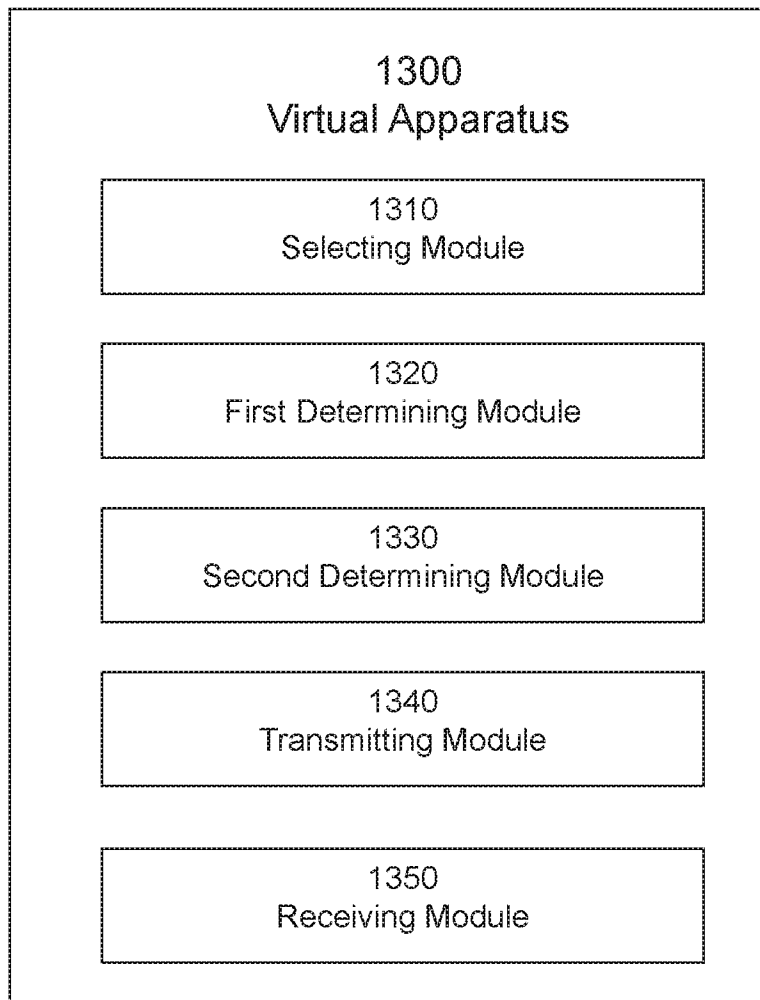 1300
Virtual Apparatus
1310
Selecting Module
1320
First Determining Module
1330
Second Determining Module
1340
Transmitting Module
1350
Receiving Module